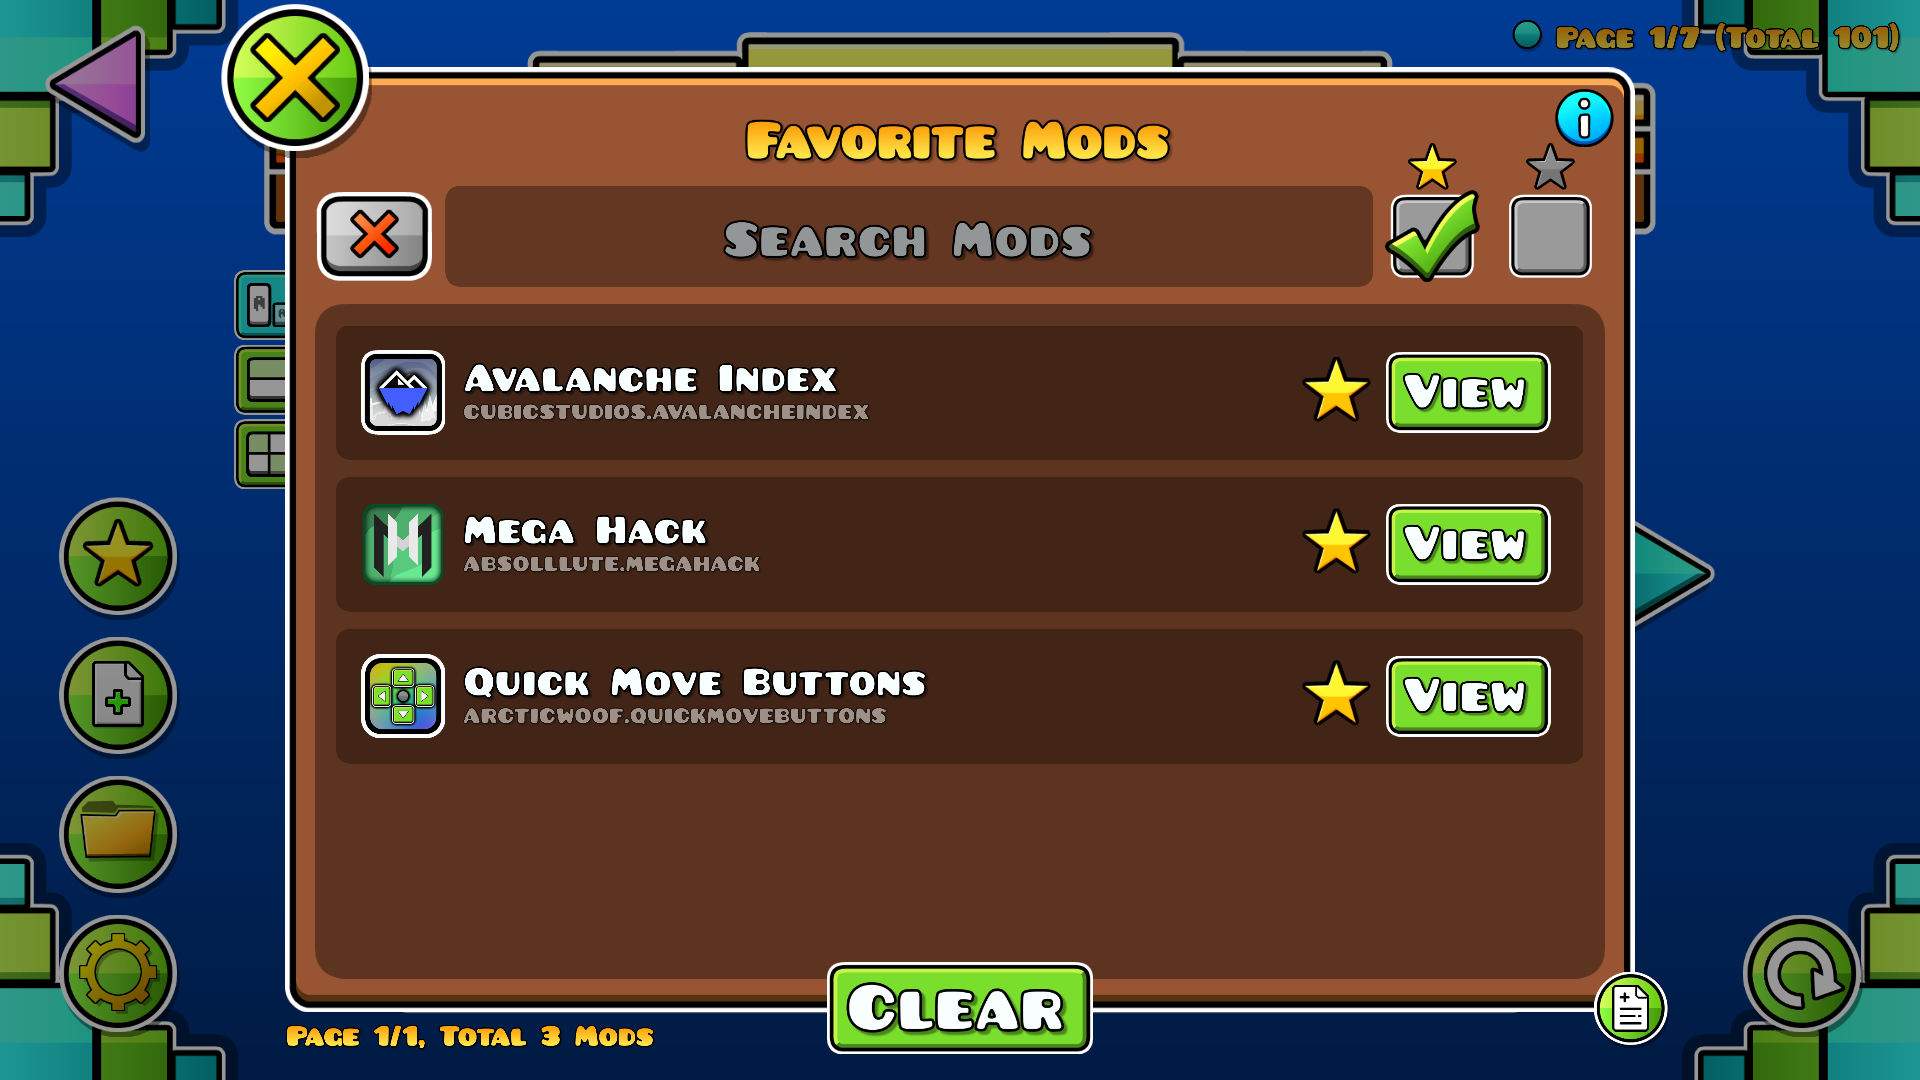 Page 1/7 (Total 101)
Favorite Mods
Search Mods
Avalanche Index
cubicstudios.avalancheindex
View
Mega Hack
absolllute.megahack
View
Quick Move Buttons
arcticwoof.quickmovebuttons
View
Clear
Page 1/1, Total 3 Mods